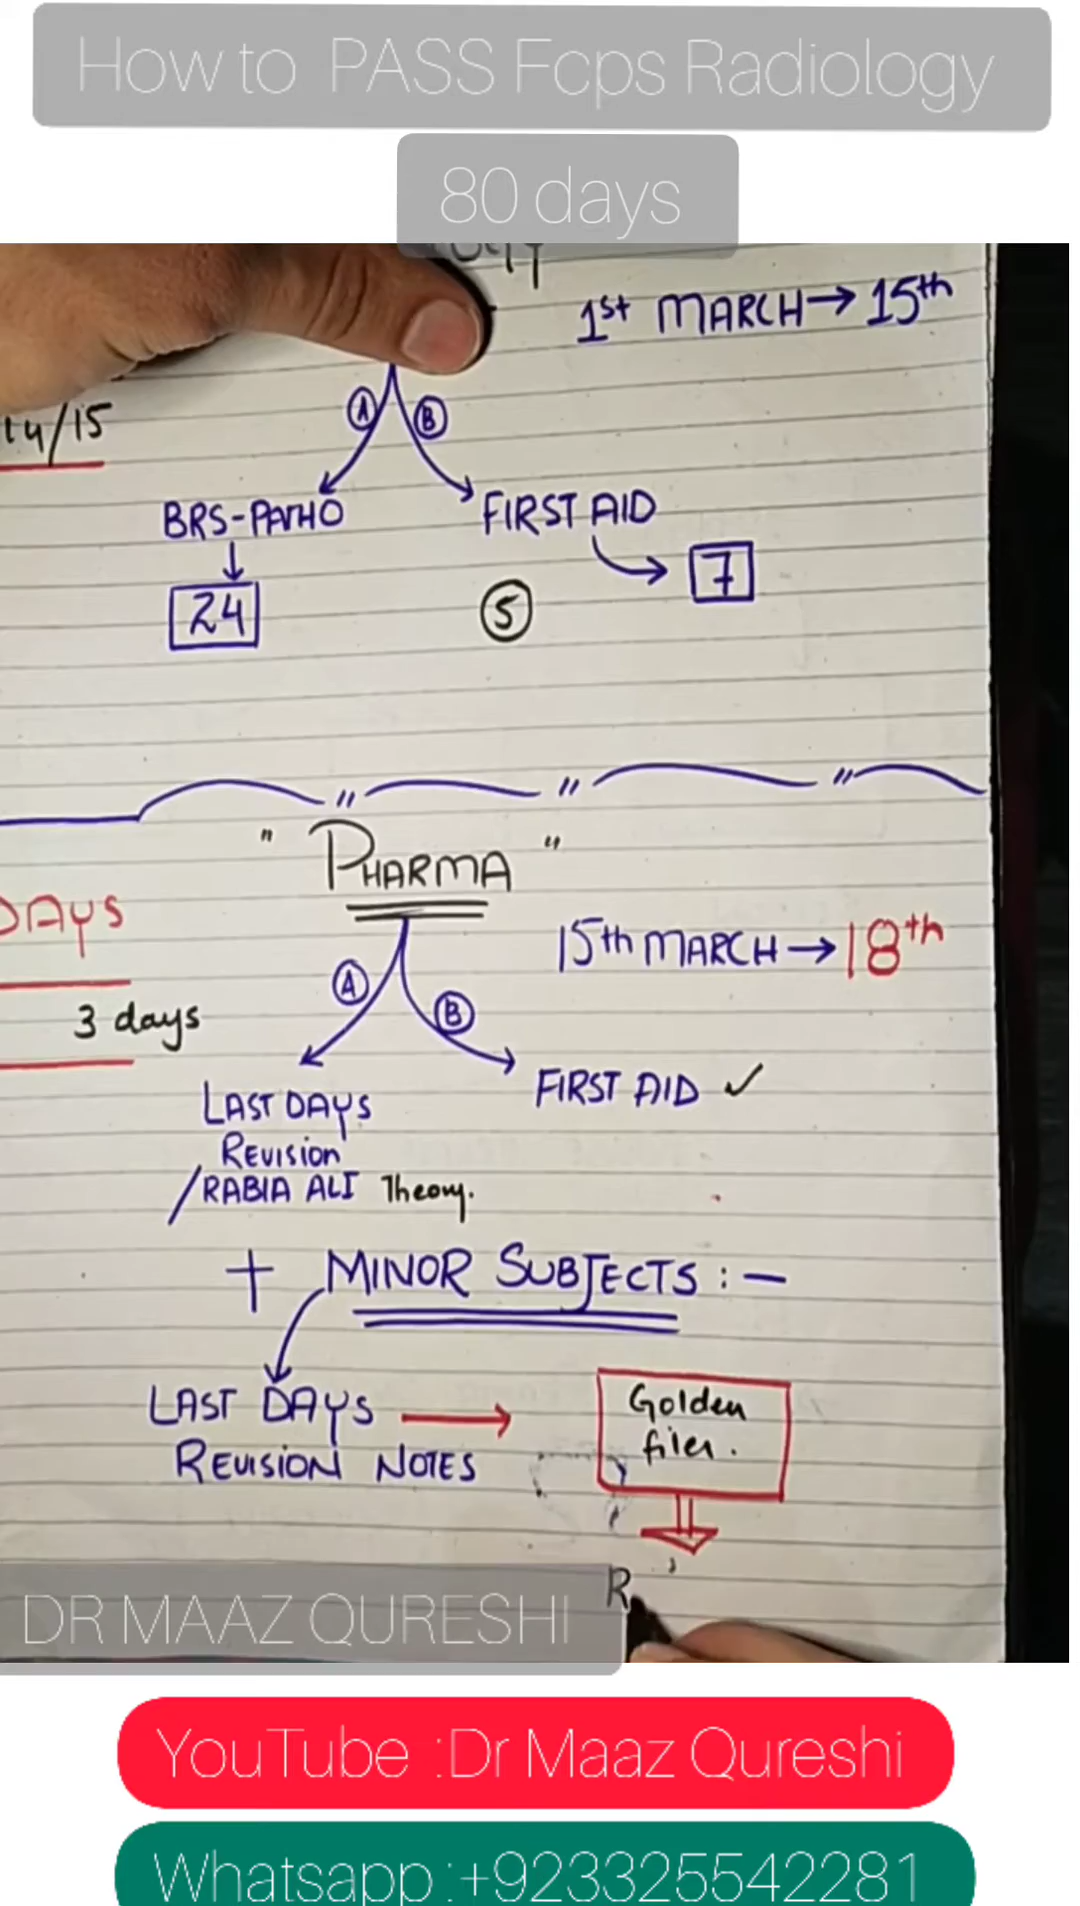 How to PASS Fcps Radiology
80 days
1st MARCH → 15th
14/15
A B
BRS-PATHO
FIRST AID
24
7
5
" PHARMA "
DAYS
15th MARCH → 18th
3 days
A
B
LAST DAYS
REVISION
/RABIA ALI Theory.
FIRST AID ✓
+ MINOR SUBJECTS : —
LAST DAYS →
REVISION NOTES
Golden
files.
R
DR MAAZ QURESHI
YouTube :Dr Maaz Qureshi
Whatsapp :+923325542281